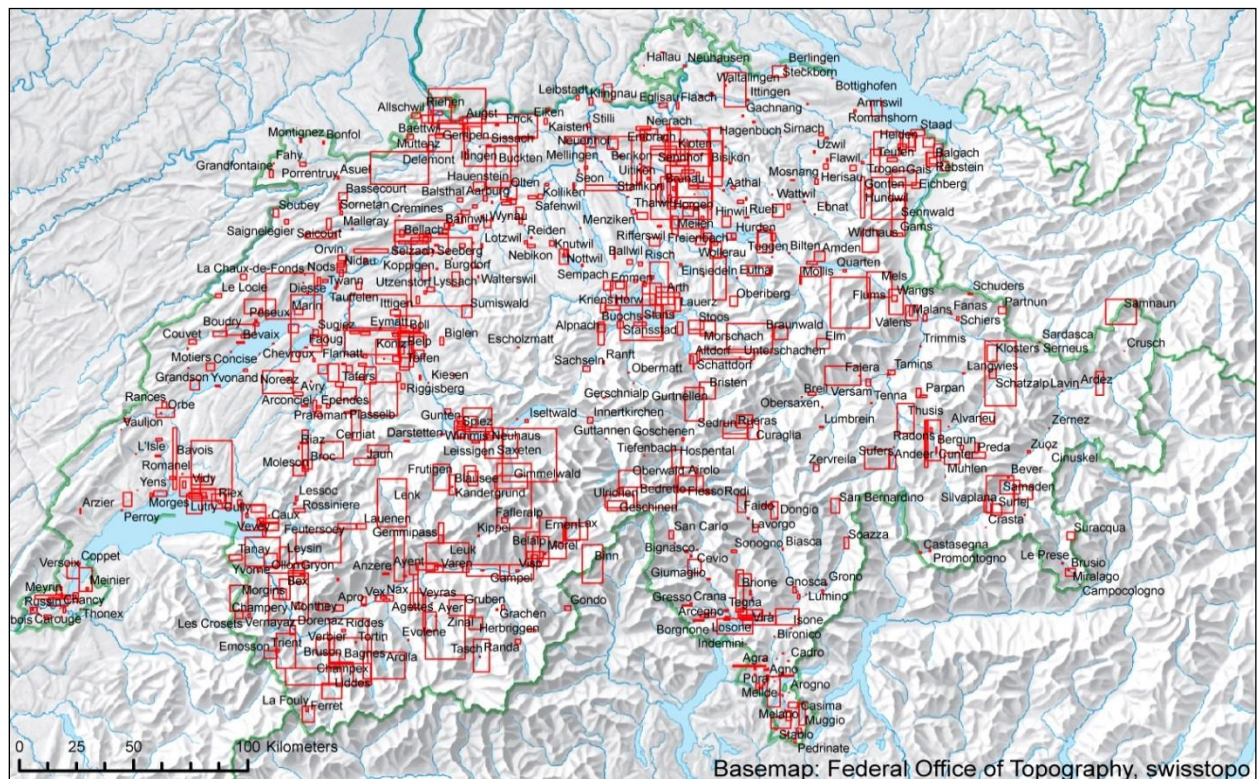 Hallau Neuhausen Berlingen
Steckborn
Waltalingen
Ittingen Bottighofen
Leibstadt Klingnau
Eglisau Flaach Gachnang Amriswil
Romanshorn
Allschwil Riehen
Augst Frick Eiken Stilli
Kaisten Neerach
Hagenbuch Sirnach Staad
Heiden
Montignez Bonfol Baettwil
Muttenz Gempen Sissach
Neuenhof Embrach Kloten
Uzwil Teufen Balgach
Fahy Mellingen Berikon Bisikon
Flawil Trogen Gais Rebstein
Grandfontaine Porrentruy Asuel Delemont Itingen Buckten
Uitikon Mosnang Herisau
Gonten Eichberg
Bassecourt Hauenstein Olten Seon Stallikon Aathal Wattwil
Hundwil
Soubey Sornetan Balsthal Aarburg Kolliken
Safenwil Thalwil Horgen Hinwil Ebnat Sennwald
Saignelegier Malleray Cremines Bannwil Wynau Menziken Meilen Hurden Gams
Saicourt Bellach Reiden Rifferswil Freienbach Wildhaus
Orvin Selzach Seeberg Lotzwil Knutwil Ballwil Risch Wollerau Bilten Amden
La Chaux-de-Fonds Nods Nidau Koppigen Burgdorf Nebikon Nottwil Einsiedeln Euthal Mollis Quarten
Le Locle Twann Utzenstorf Lyssach Walterswil Sempach Emmen Mels
Diesse Tauffelen Arth Oberiberg Flums Wangs Schuders
Marin Ittigen Sumiswald Kriens Horw Lauerz Malans Fanas Partnun Samnaun
Boudry Peseux Buochs Stans Stoos Valens Schiers
Couvet Bevaix Sugiez Eymatt Boll Biglen Alpnach Stansstad Braunwald Elm Trimmis Sardasca
Faoug Belp Escholzmatt Morschach Crusch
Motiers Concise Chevroux Flamatt Koniz Toffen Sachseln Ranft Altdorf Unterschachen Klosters Serneus
Grandson Yvonand Noreaz Tafers Kiesen Obermatt Schattdorf Falera Tamins Langwies
Avry Riggisberg Bristen Breil Versam Parpan Schatzalp Lavin Ardez
Rances Orbe Arconciel Ependes Gerschnialp Gurtnellen Obersaxen Tenna
Vauljon Praroman Plasselb Gunten Iseltwald Innertkirchen Sedrun Rueras Lumbrein Thusis Alvaneu Zernez
L'Isle Riaz Cerniat Darstetten Spiez Guttannen Goschenen Curaglia Radons
Bavois Wimmis Neuhaus Tiefenbach Hospental Bergun Zuoz
Romanel Moleson Broc Jaun Leissigen Saxeten Zervreila Sufers Andeer Cunter Preda Cinuskel
Yens Vidy Frutigen Blausee Gimmelwald Oberwald Airolo Muhlen Bever
Arzier Morges Riex Lessoc Lenk Kandergrund Ulrichen Bedretto Fiesso Rodi Silvaplana Samaden
Lutry Cully Rossiniere Geschinen San Bernardino Surlej
Perroy Vevey Caux Lauenen Fafleralp Faido Dongio Crasta
Feutersoey Gemmipass Kippel Ernen Lax San Carlo Lavorgo Soazza Suracqua
Tanay Leysin Belalp Morel Bignasco Sonogno Biasca Castasegna Le Prese
Coppet Yvorne Ollon Gryon Anzere Ayent Leuk Varen Binn Cevio Promontogno Brusio
Versoix Bex Gampel Visp Giumaglio Miralago
Meyrin Meinier Morgins Vex Nax Veyras Gruben Gondo Brione Gnosca Grono Campocologno
Russin Chancy Champery Monthey Apro Agettes Ayer Grachen Gresso Crana Lumino
Carouge Thonex Vernayaz Dorenaz Riddes Zinal Arcegno Tegna Vira
Les Crosets Evolene Herbriggen Borgnone Losone Isone
Emosson Trient Verbier Tortin Tasch Randa Indemini Bironico
Bruson Bagnes Arolla Cadro
Champex Agra Agno
Liddes Pura Arogno
La Fouly Ferret Melide
Melano Casima
Muggio
Stabio
Pedrinate
0 25 50 100 Kilometers
Basemap: Federal Office of Topography, swisstopo